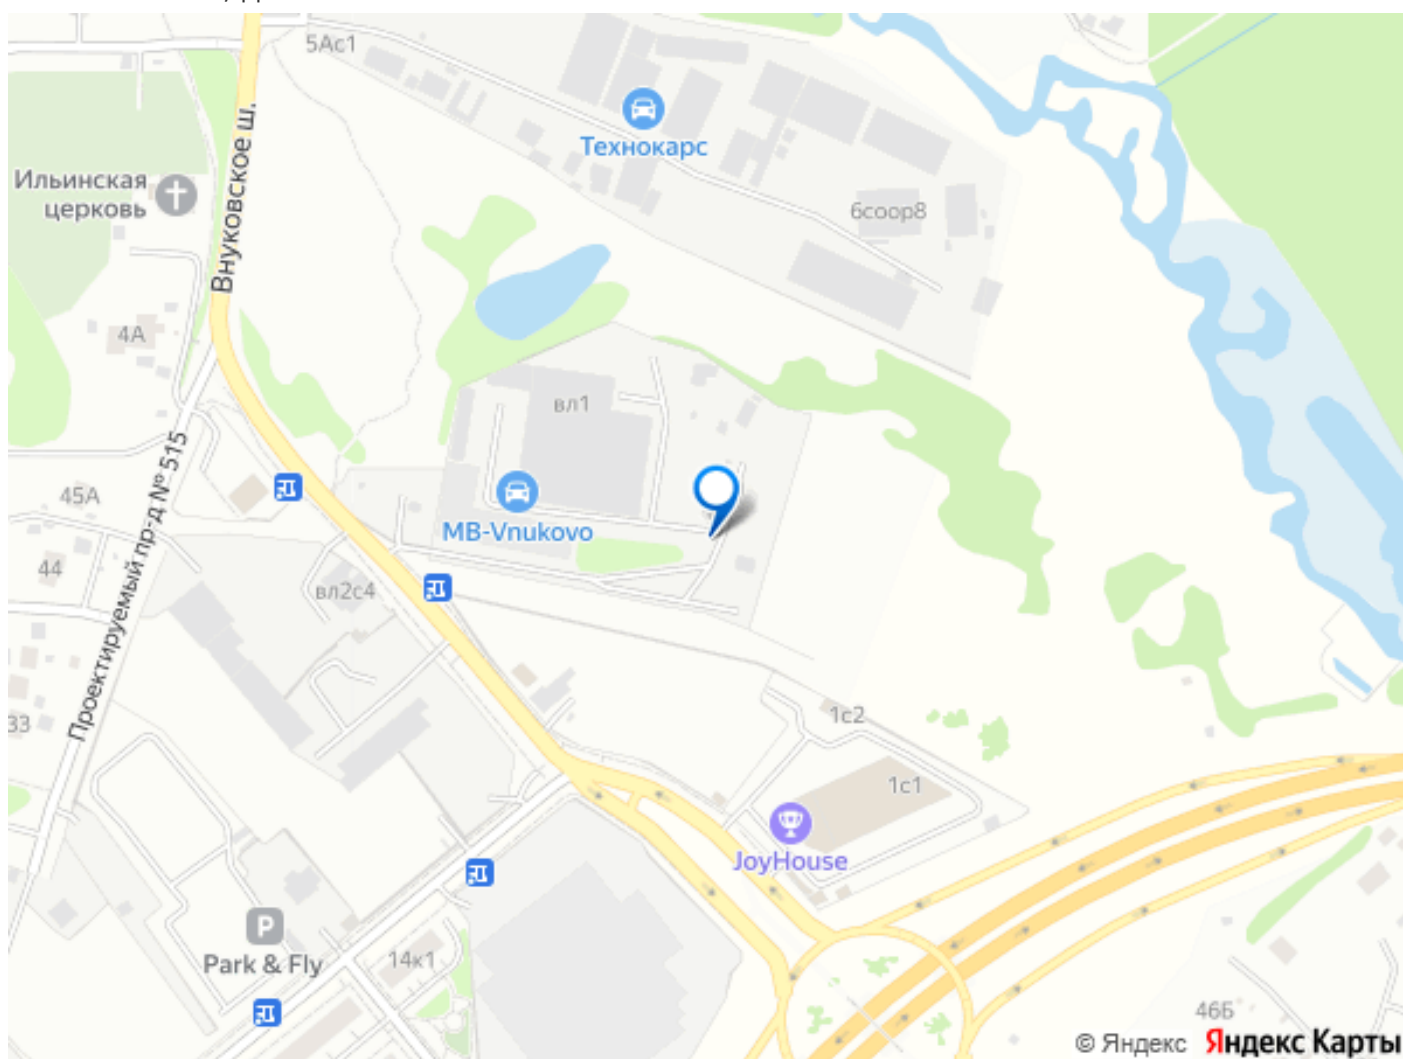 5Ас1
Технокарс
Внуковское ш.
Ильинская
церковь
6соор8
4А
вл1
Проектируемый пр-д № 515
45А
MB-Vnukovo
44
вл2с4
33
1с2
1с1
JoyHouse
P
Park & Fly
14к1
46Б
© Яндекс Яндекс Карты